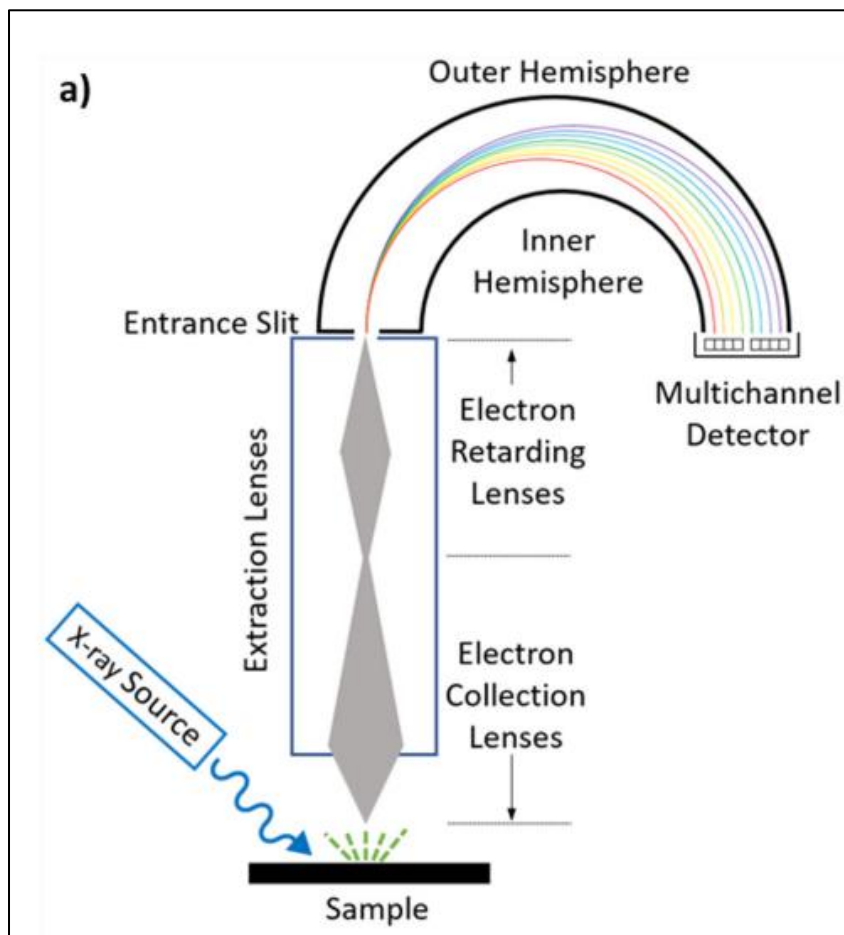 a)
Outer Hemisphere
Inner
Hemisphere
Entrance Slit
Multichannel
Detector
Electron
Retarding
Lenses
Extraction Lenses
Electron
Collection
Lenses
X-ray Source
Sample